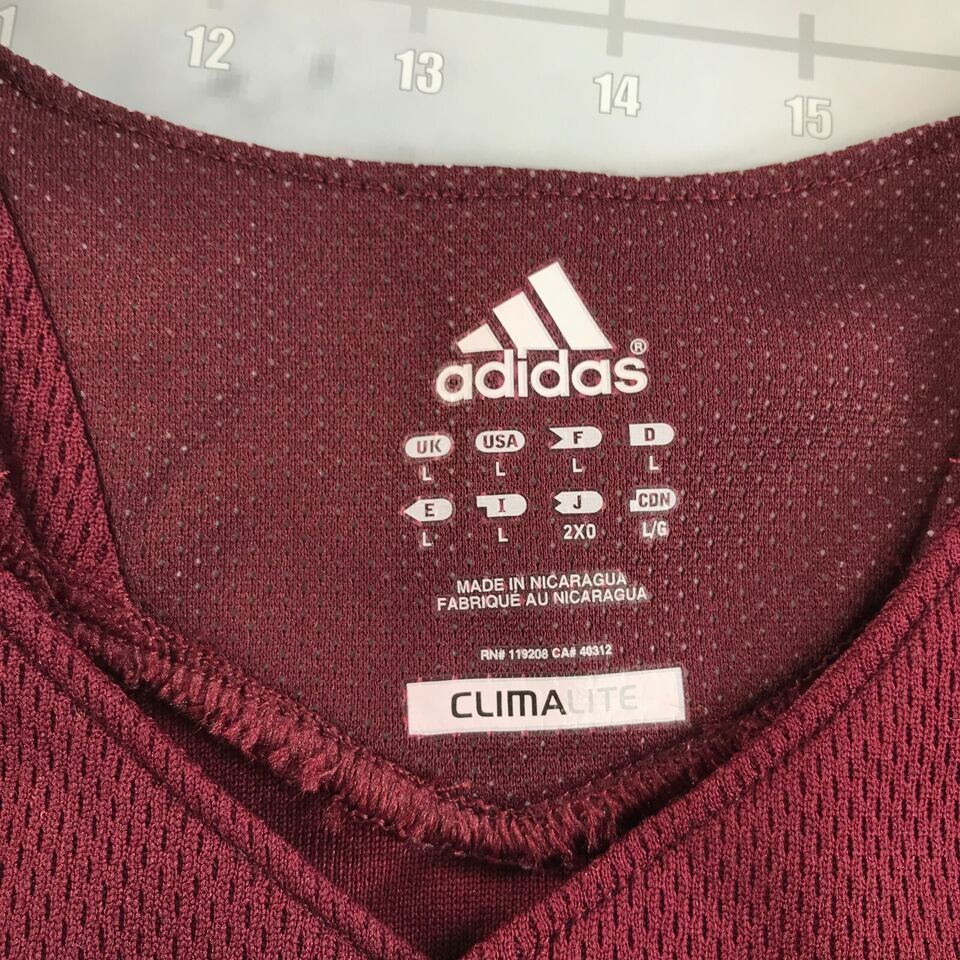 12
13
14
15
adidas®
UK USA F D
L L L L
E I J CDN
L L 2XO L/G
MADE IN NICARAGUA
FABRIQUÉ AU NICARAGUA
RN# 119208 CA# 40312
CLIMALITE